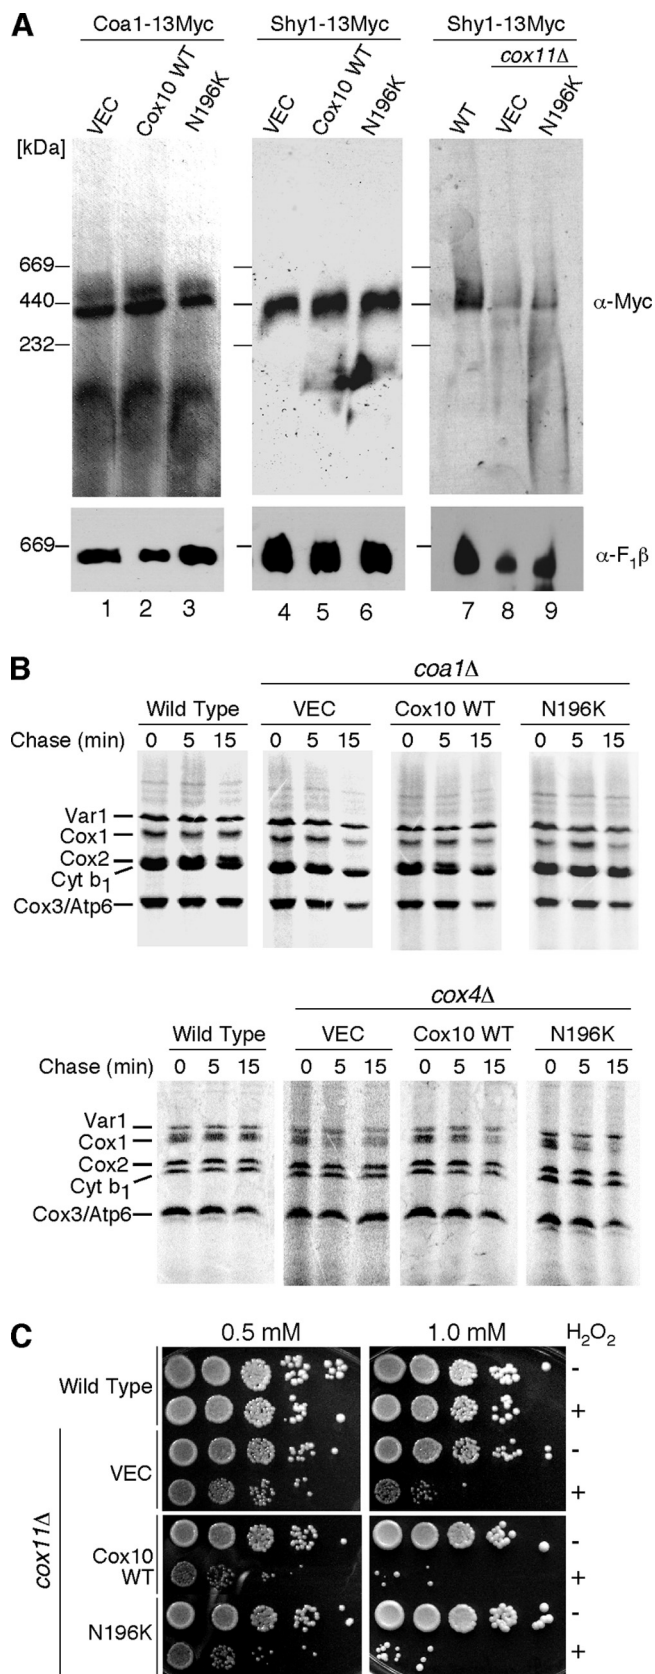 A
Coa1-13Myc Shy1-13Myc Shy1-13Myc
cox11Δ
VEC Cox10 WT N196K VEC Cox10 WT N196K WT VEC N196K
[kDa]
669
440 α-Myc
232
669 α-F1β
1 2 3 4 5 6 7 8 9
B
coa1Δ
Wild Type VEC Cox10 WT N196K
Chase (min) 0 5 15 0 5 15 0 5 15 0 5 15
Var1
Cox1
Cox2
Cyt b1
Cox3/Atp6
cox4Δ
Wild Type VEC Cox10 WT N196K
Chase (min) 0 5 15 0 5 15 0 5 15 0 5 15
Var1
Cox1
Cox2
Cyt b1
Cox3/Atp6
C
0.5 mM 1.0 mM H2O2
Wild Type -
+
cox11Δ
VEC -
+
Cox10 WT -
+
N196K -
+